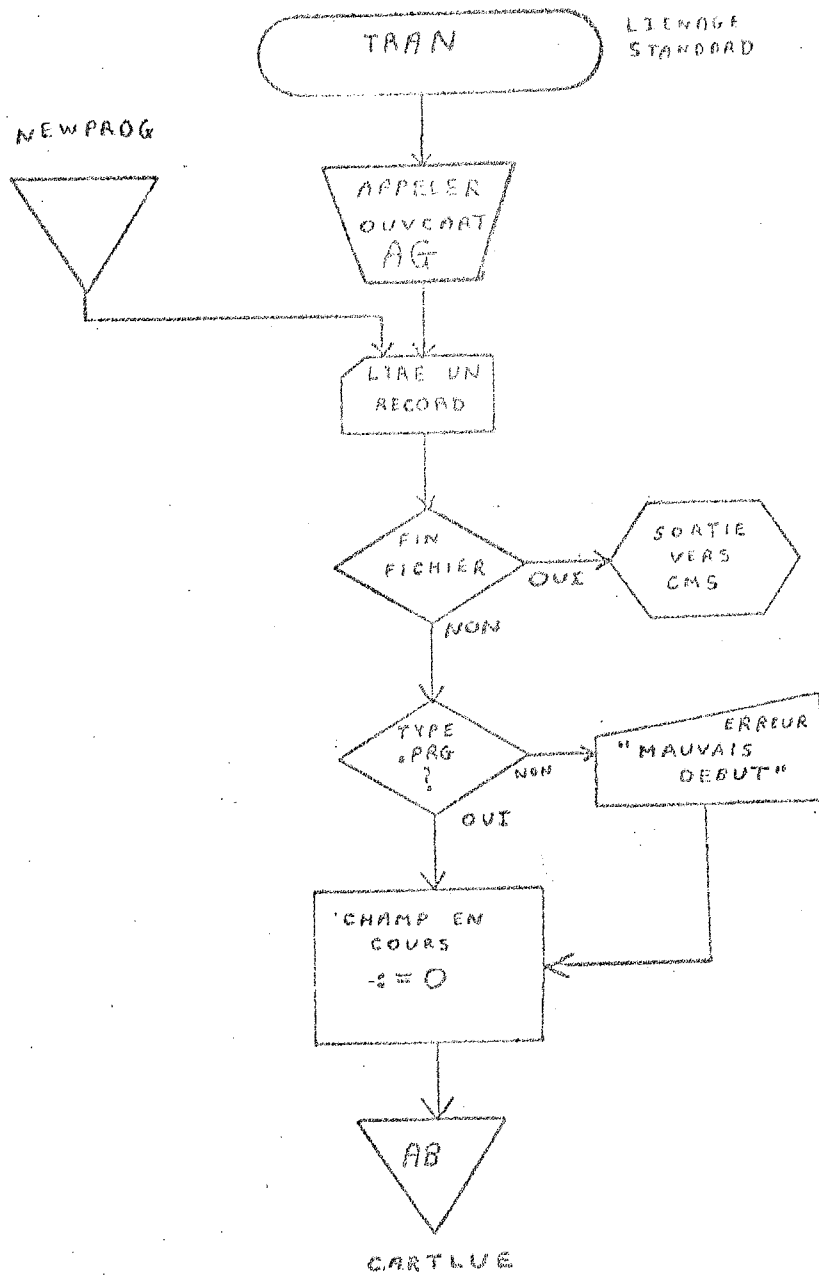 TRAN
LIENAGE
STANDARD
NEWPROG
APPELER
OUVCART
AG
LIRE UN
RECORD
FIN
FICHIER
OUI
SORTIE
VERS
CMS
NON
TYPE
.PRG
?
NON
ERREUR
"MAUVAIS
DEBUT"
OUI
CHAMP EN
COURS
:= 0
AB
CARTLUE